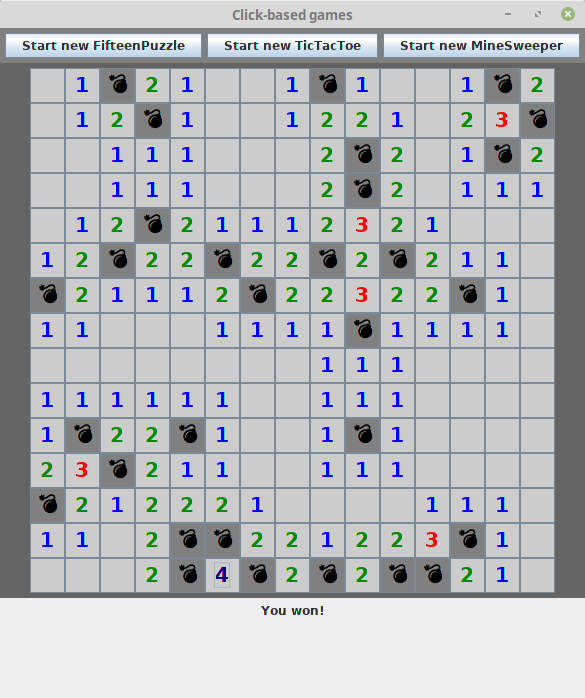 Click-based games
Start new FifteenPuzzle Start new TicTacToe Start new MineSweeper
1 2 1 1 1 1 2
1 2 1 1 2 2 1 2 3
1 1 1 2 2 1 2
1 1 1 2 2 1 1 1
1 2 2 1 1 1 2 3 2 1
1 2 2 2 2 2 2 2 1 1
2 1 1 1 2 2 2 3 2 2 1
1 1 1 1 1 1 1 1 1 1
1 1 1
1 1 1 1 1 1 1 1 1
1 2 2 1 1 1
2 3 2 1 1 1 1 1
2 1 2 2 2 1 1 1 1
1 1 2 2 2 1 2 2 3 1
2 4 2 2 2 1
You won!